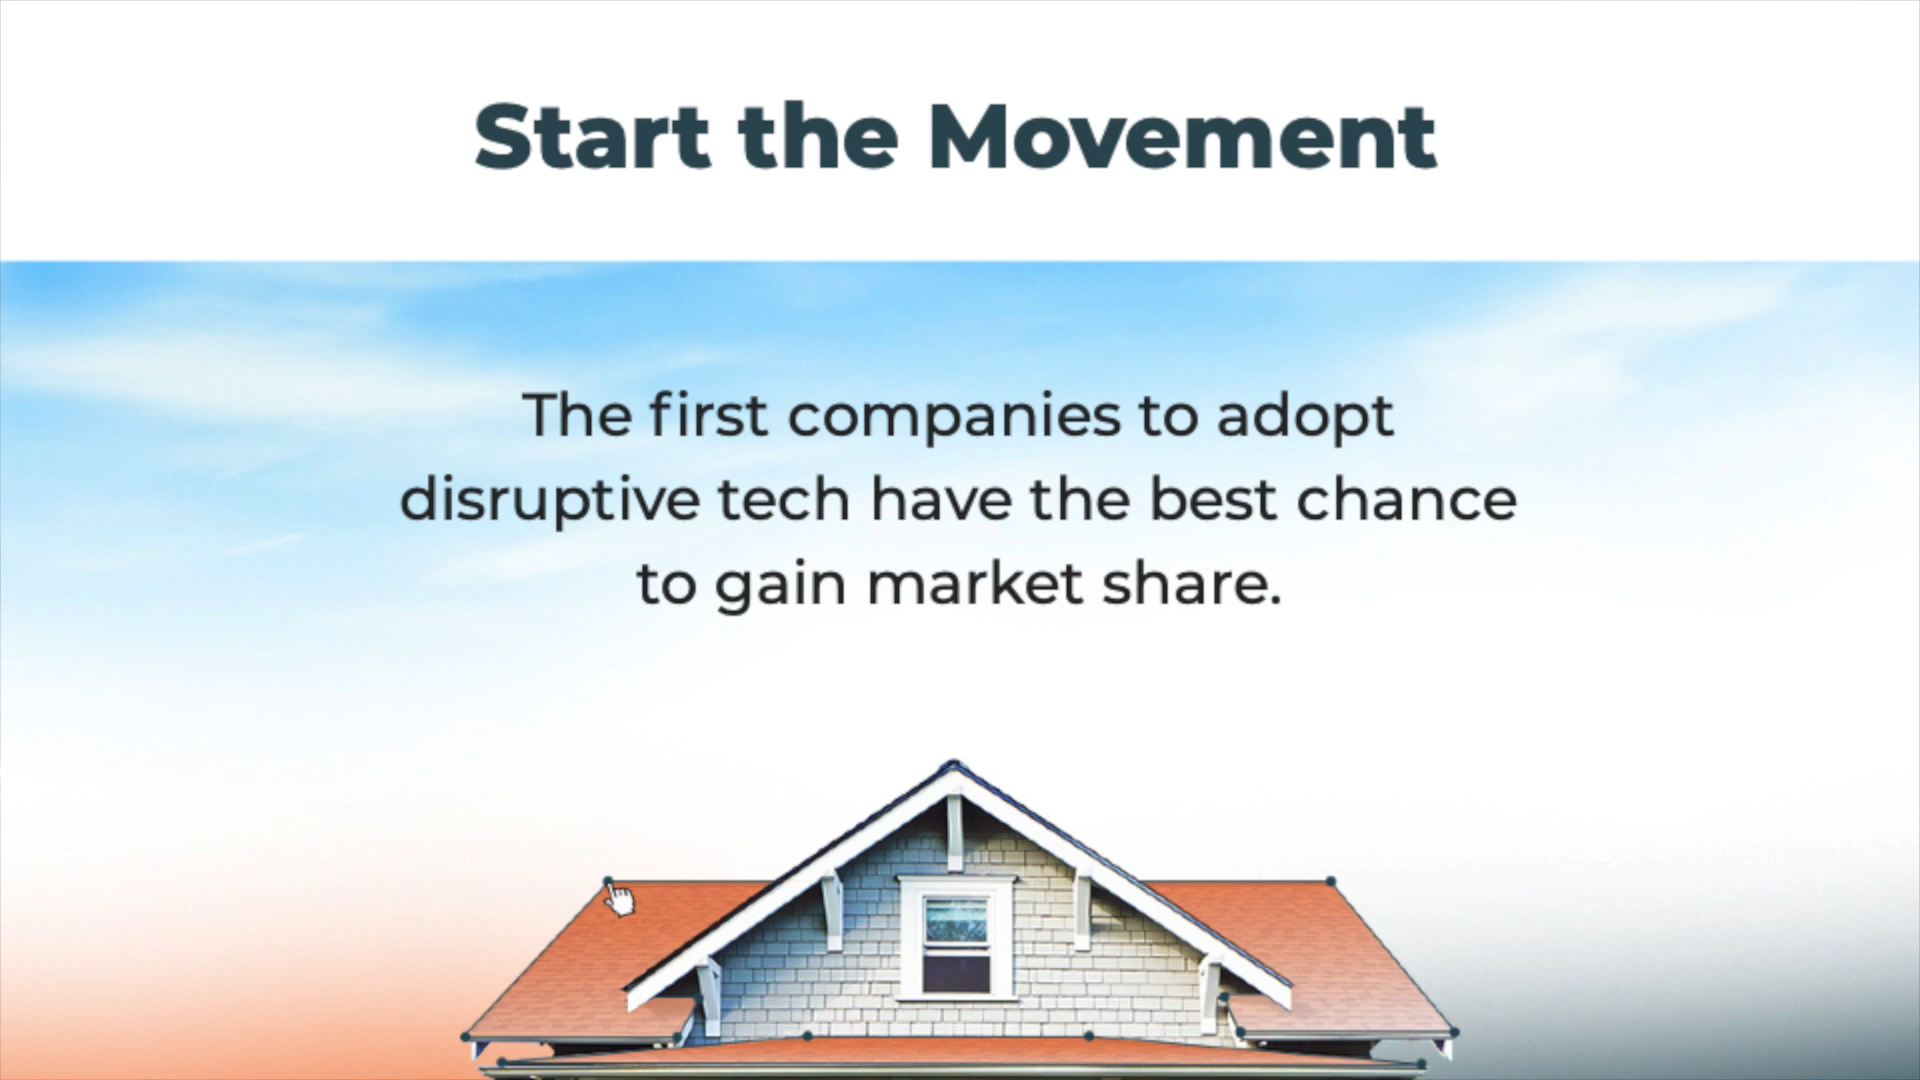 Start the Movement
The first companies to adopt
disruptive tech have the best chance
to gain market share.